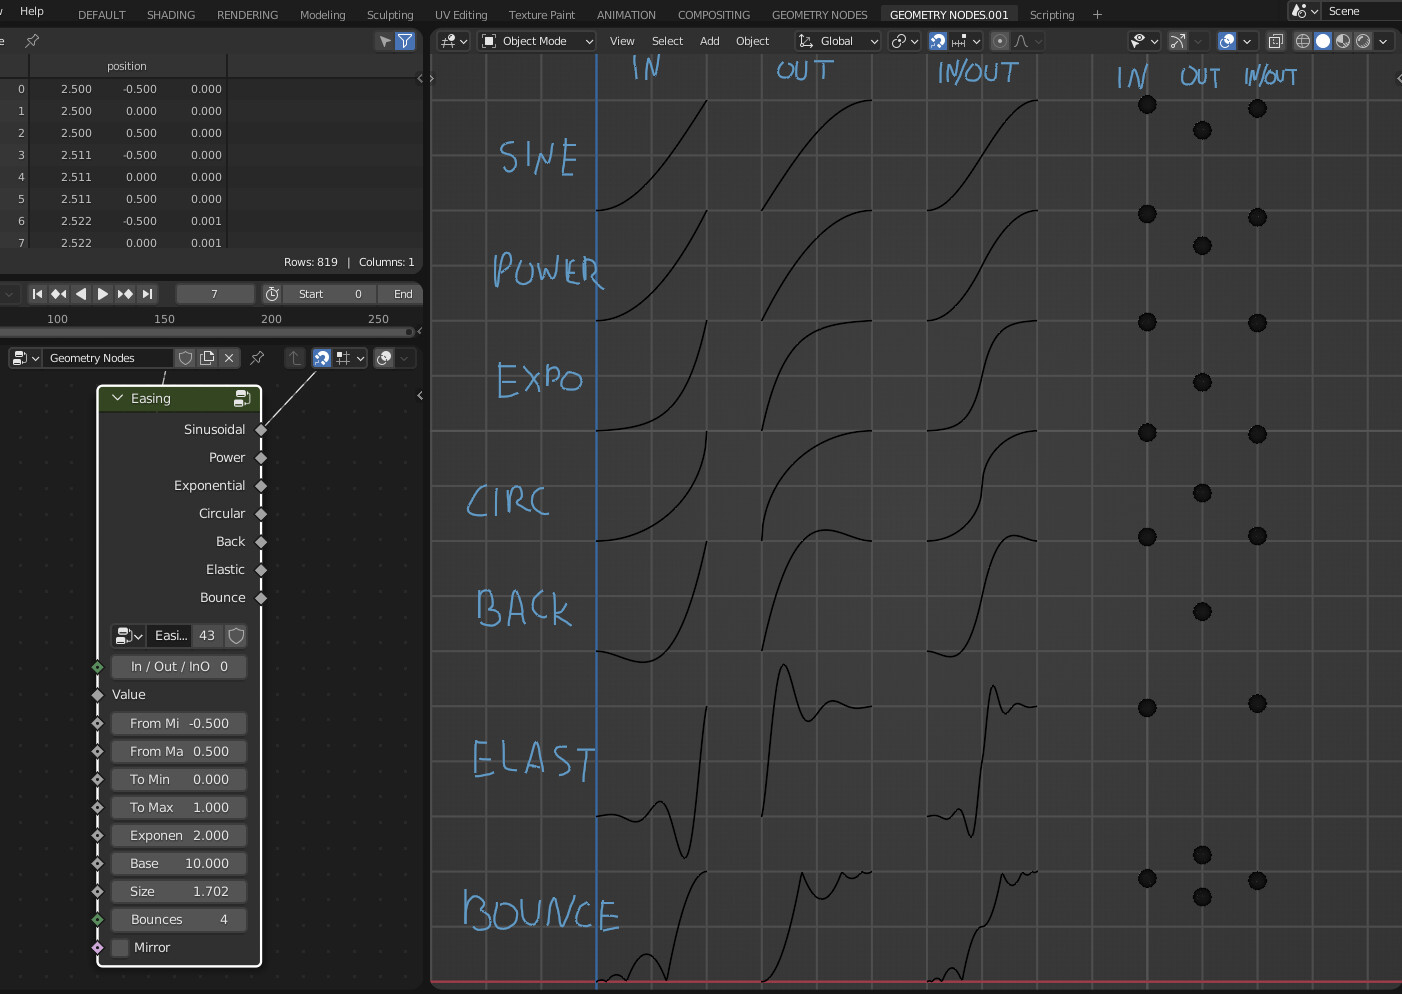 Help DEFAULT SHADING RENDERING Modeling Sculpting UV Editing Texture Paint ANIMATION COMPOSITING GEOMETRY NODES GEOMETRY NODES.001 Scripting + Scene
Object Mode View Select Add Object Global
position
0 2.500 -0.500 0.000
1 2.500 0.000 0.000
2 2.500 0.500 0.000
3 2.511 -0.500 0.000
4 2.511 0.000 0.000
5 2.511 0.500 0.000
6 2.522 -0.500 0.001
7 2.522 0.000 0.001
Rows: 819 | Columns: 1
7 Start 0 End
100 150 200 250
Geometry Nodes
Easing
Sinusoidal
Power
Exponential
Circular
Back
Elastic
Bounce
Easi... 43
In / Out / InO 0
Value
From Mi -0.500
From Ma 0.500
To Min 0.000
To Max 1.000
Exponen 2.000
Base 10.000
Size 1.702
Bounces 4
Mirror
IN OUT IN/OUT IN OUT IN/OUT
SINE
POWER
EXPO
CIRC
BACK
ELAST
BOUNCE